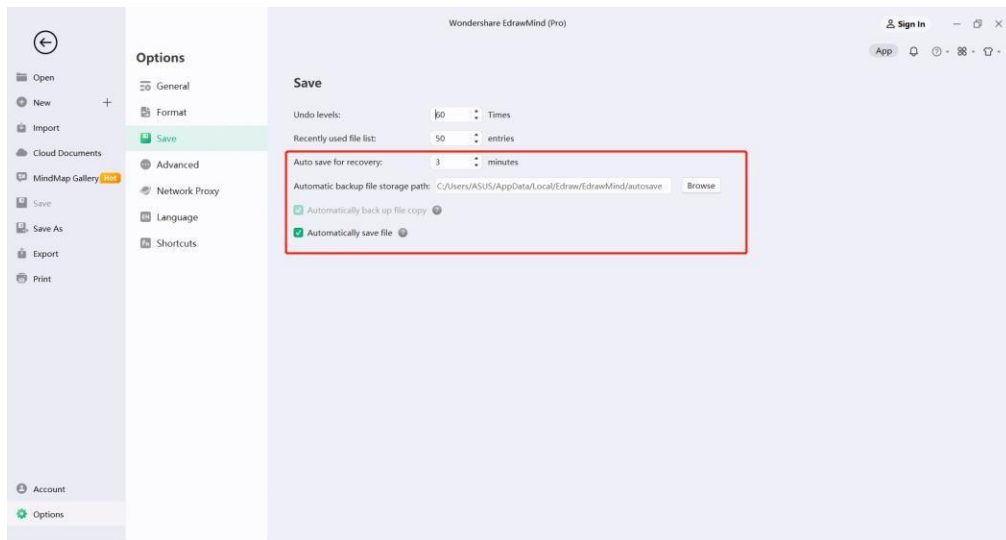 Wondershare EdrawMind (Pro)
Sign In
App
Open
New
Import
Cloud Documents
MindMap Gallery Hot
Save
Save As
Export
Print
Account
Options
Options
General
Format
Save
Advanced
Network Proxy
Language
Shortcuts
Save
Undo levels: 60 Times
Recently used file list: 50 entries
Auto save for recovery: 3 minutes
Automatic backup file storage path: C:/Users/ASUS/AppData/Local/Edraw/EdrawMind/autosave Browse
Automatically back up file copy
Automatically save file